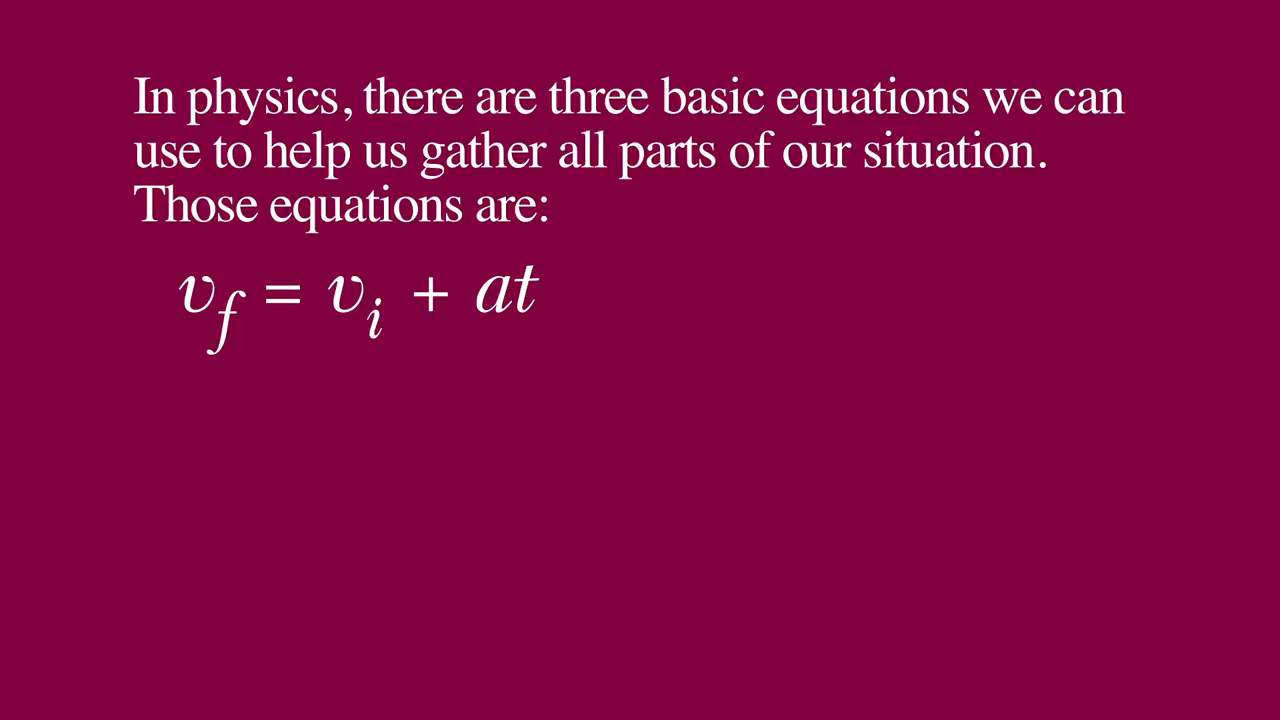 In physics, there are three basic equations we can
use to help us gather all parts of our situation.
Those equations are:
v_f = v_i + at